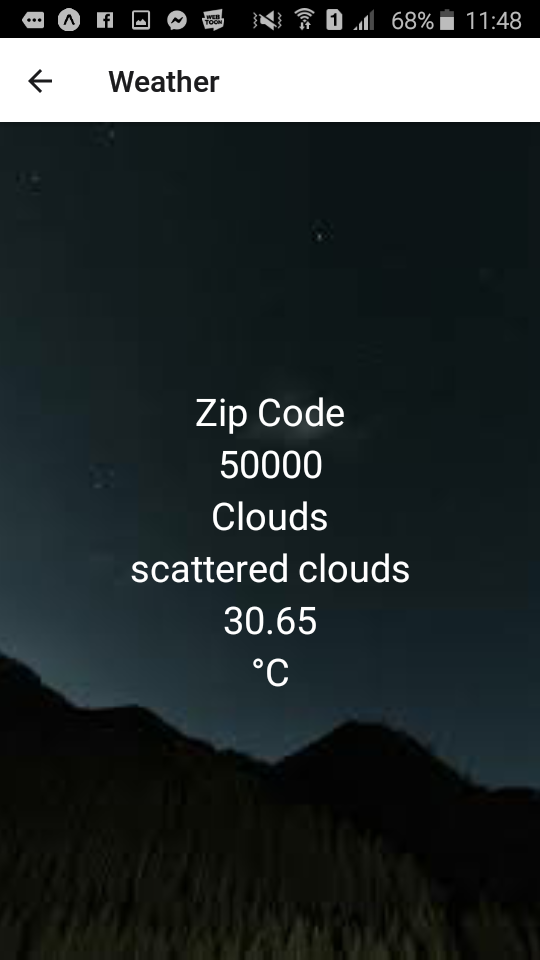 68% 11:48
Weather
Zip Code
50000
Clouds
scattered clouds
30.65
°C